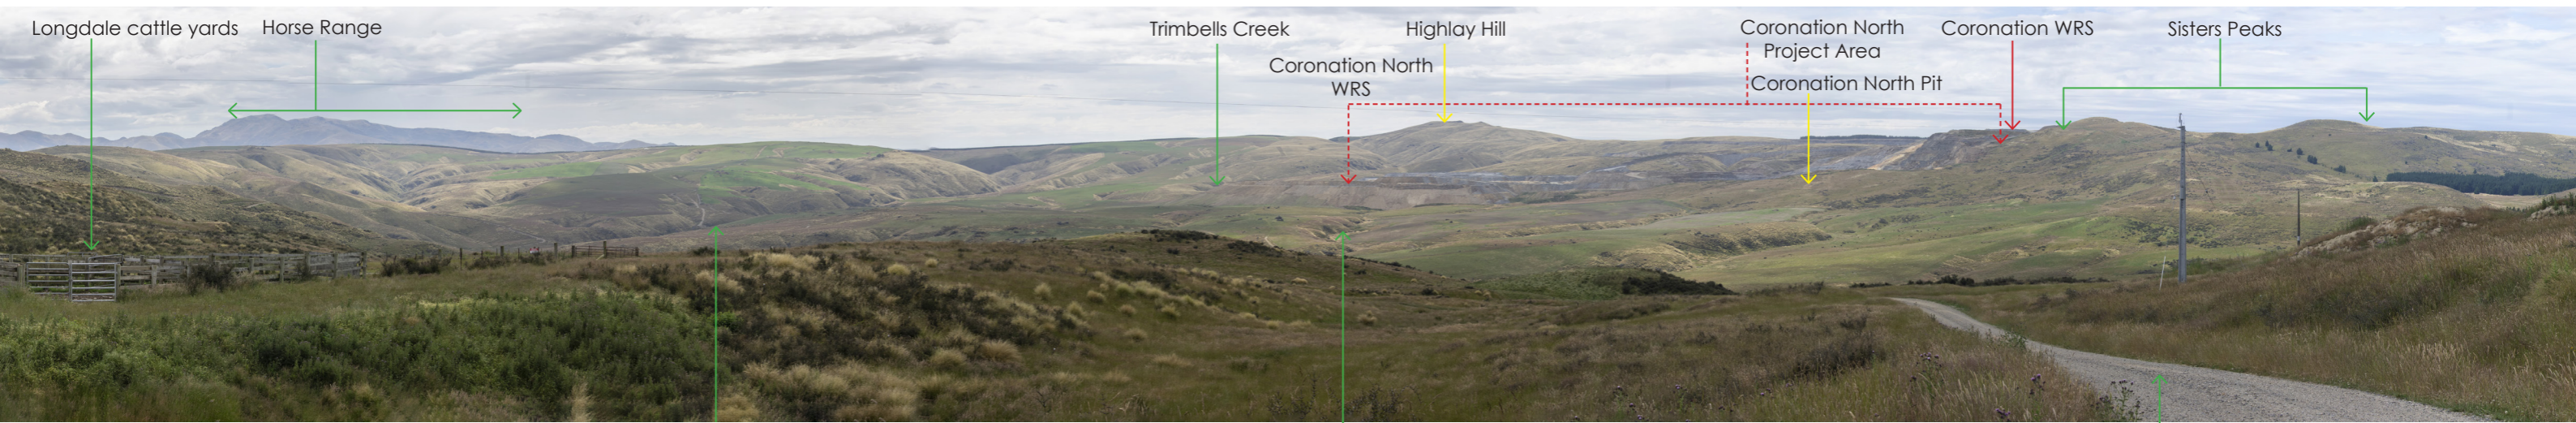 Longdale cattle yards
Horse Range
Trimbells Creek
Highlay Hill
Coronation North
Project Area
Coronation WRS
Sisters Peaks
Coronation North
WRS
Coronation North Pit